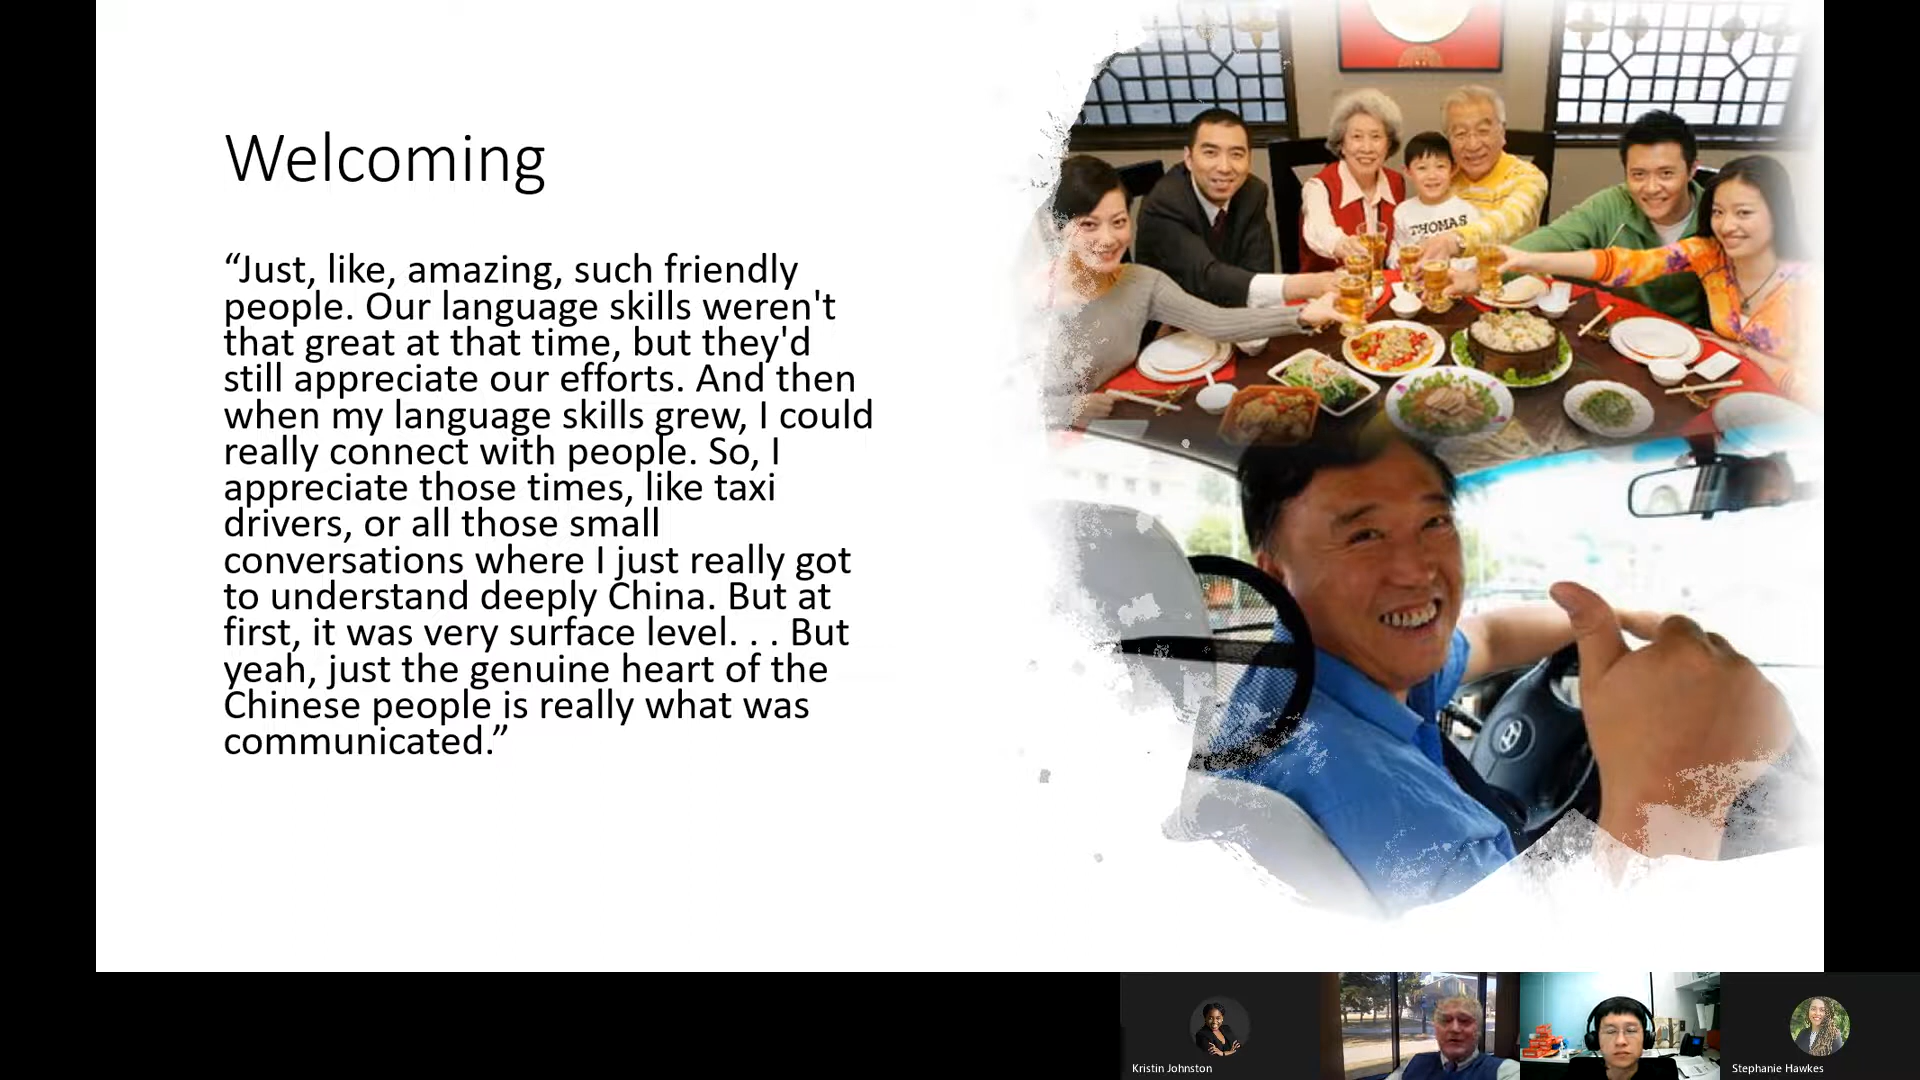 Welcoming
“Just, like, amazing, such friendly
people. Our language skills weren't
that great at that time, but they'd
still appreciate our efforts. And then
when my language skills grew, I could
really connect with people. So, I
appreciate those times, like taxi
drivers, or all those small
conversations where I just really got
to understand deeply China. But at
first, it was very surface level. . . But
yeah, just the genuine heart of the
Chinese people is really what was
communicated.”
THOMAS
Kristin Johnston
Stephanie Hawkes